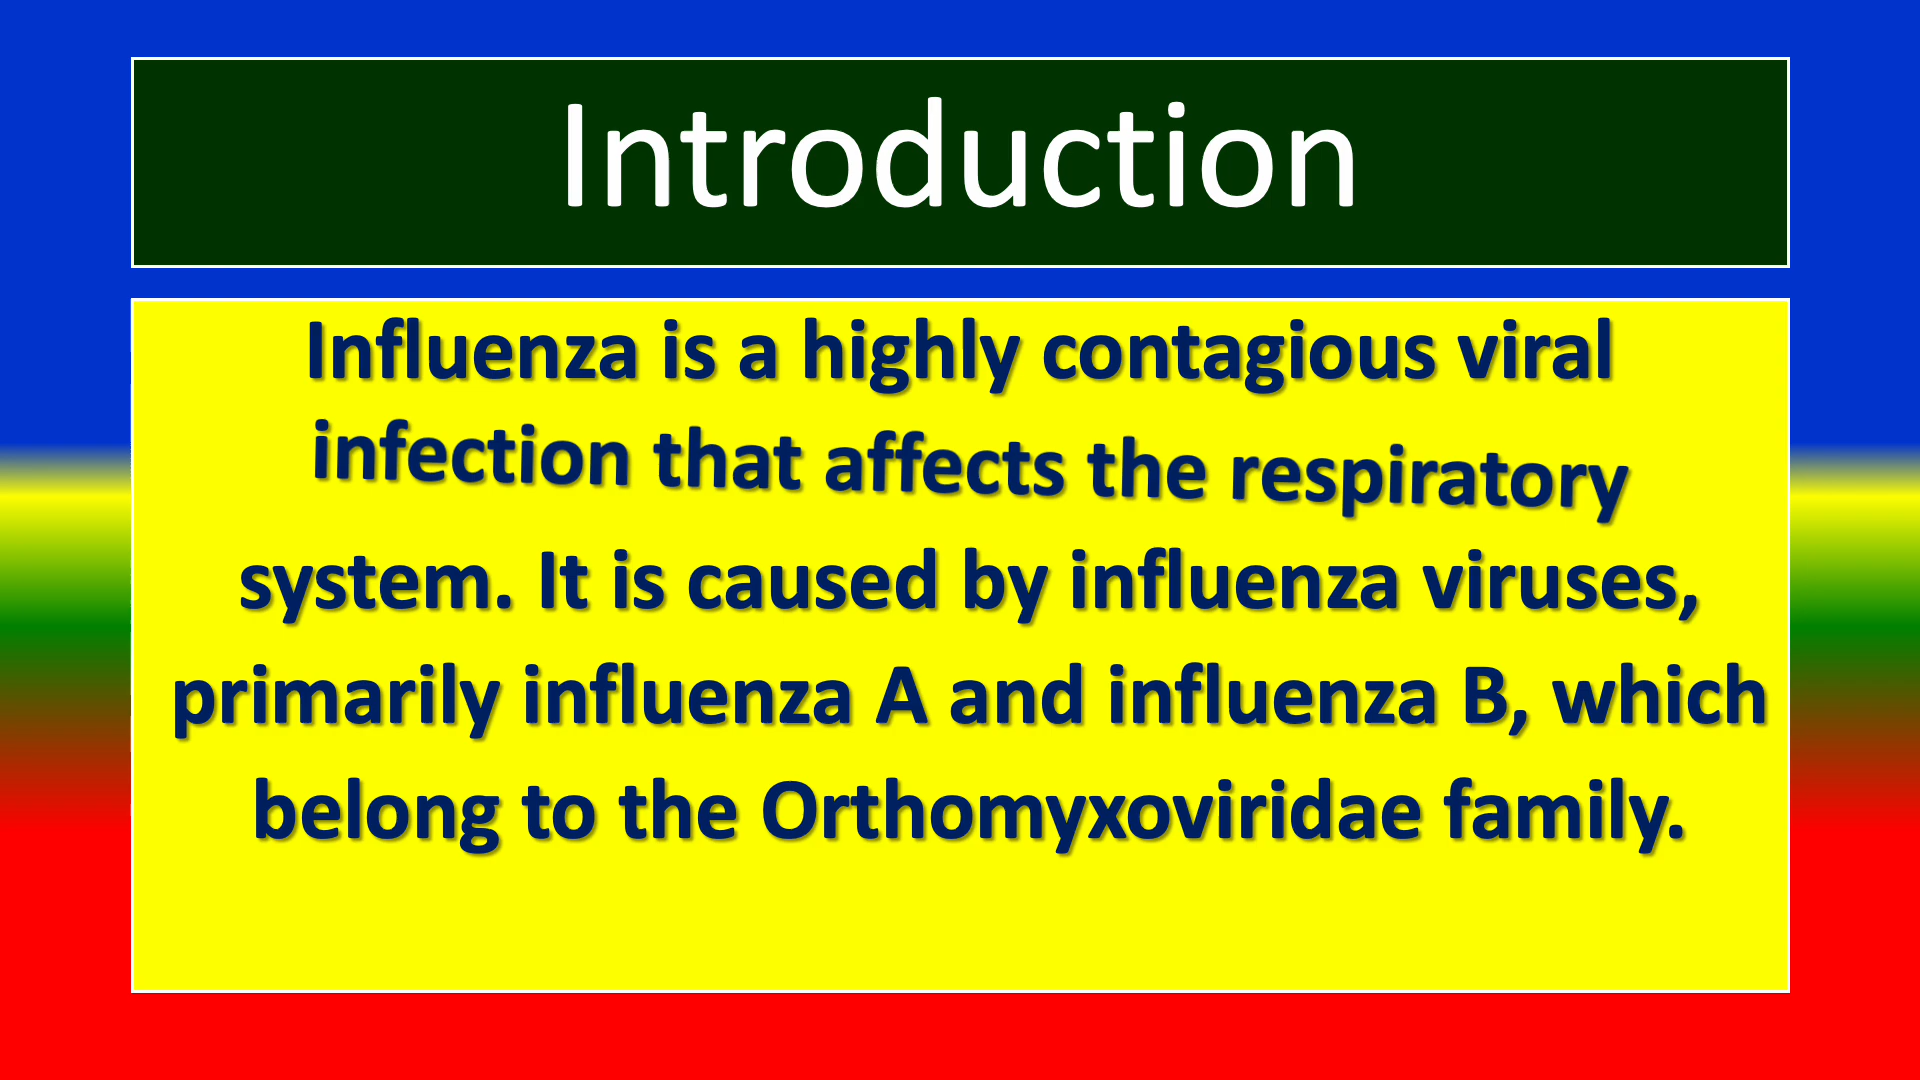 Introduction
Influenza is a highly contagious viral
infection that affects the respiratory
system. It is caused by influenza viruses,
primarily influenza A and influenza B, which
belong to the Orthomyxoviridae family.